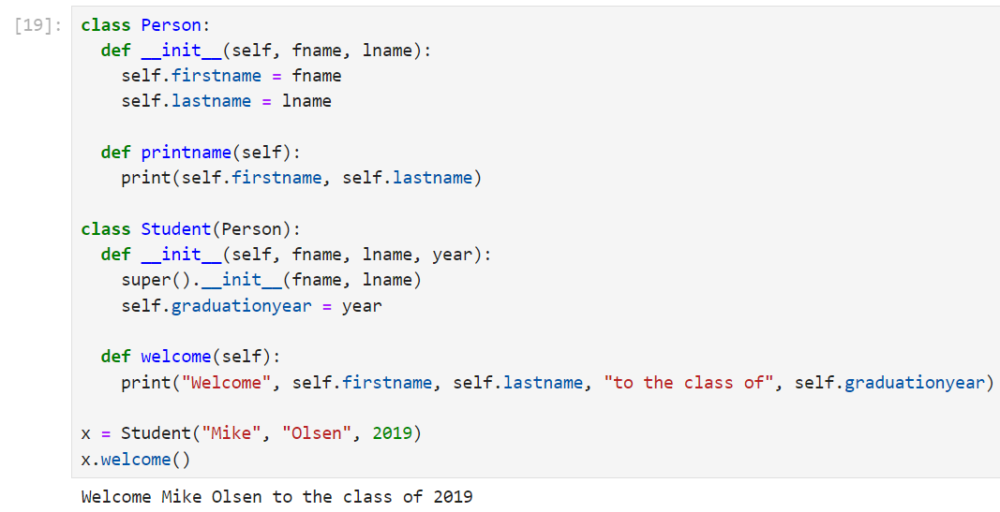 [19]:
class Person:
  def __init__(self, fname, lname):
    self.firstname = fname
    self.lastname = lname

  def printname(self):
    print(self.firstname, self.lastname)

class Student(Person):
  def __init__(self, fname, lname, year):
    super().__init__(fname, lname)
    self.graduationyear = year

  def welcome(self):
    print("Welcome", self.firstname, self.lastname, "to the class of", self.graduationyear)

x = Student("Mike", "Olsen", 2019)
x.welcome()
Welcome Mike Olsen to the class of 2019